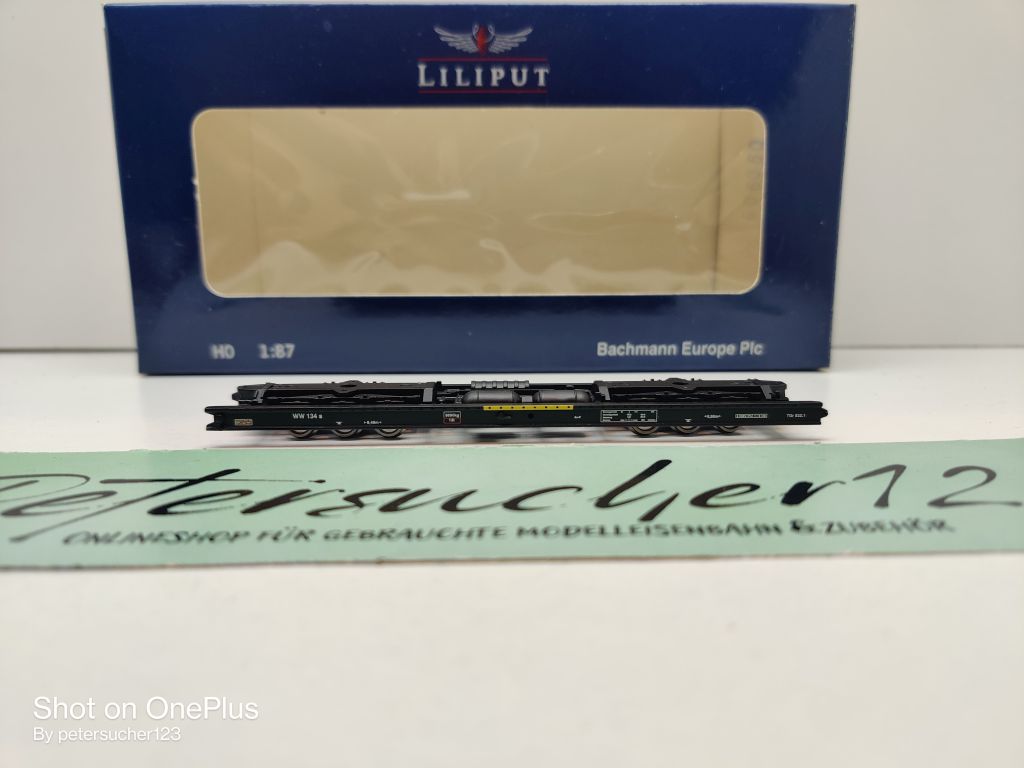 LILIPUT
H0 1:87
Bachmann Europe Plc
WW 134 s
Petersucher12
ONLINESHOP FÜR GEBRAUCHTE MODELLEISENBAHN & ZUBEHÖR
Shot on OnePlus
By petersucher123